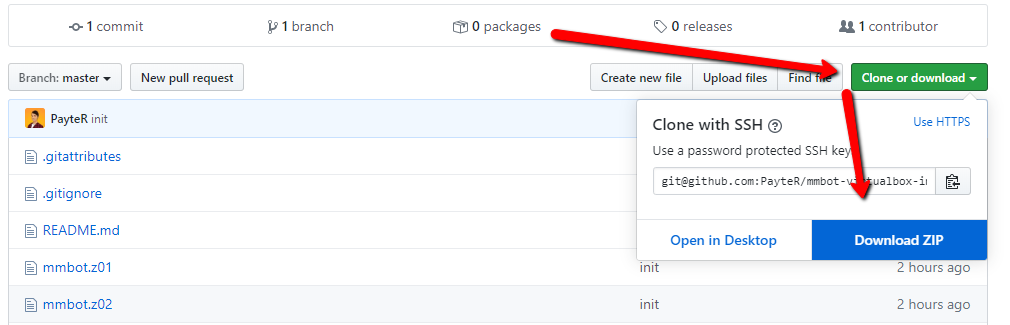 1 commit 1 branch 0 packages 0 releases 1 contributor
Branch: master New pull request Create new file Upload files Find file Clone or download
PayteR init
Clone with SSH Use HTTPS
Use a password protected SSH key
.gitattributes
git@github.com:PayteR/mmbot-virtualbox-in
.gitignore
README.md
Open in Desktop Download ZIP
mmbot.z01 init 2 hours ago
mmbot.z02 init 2 hours ago